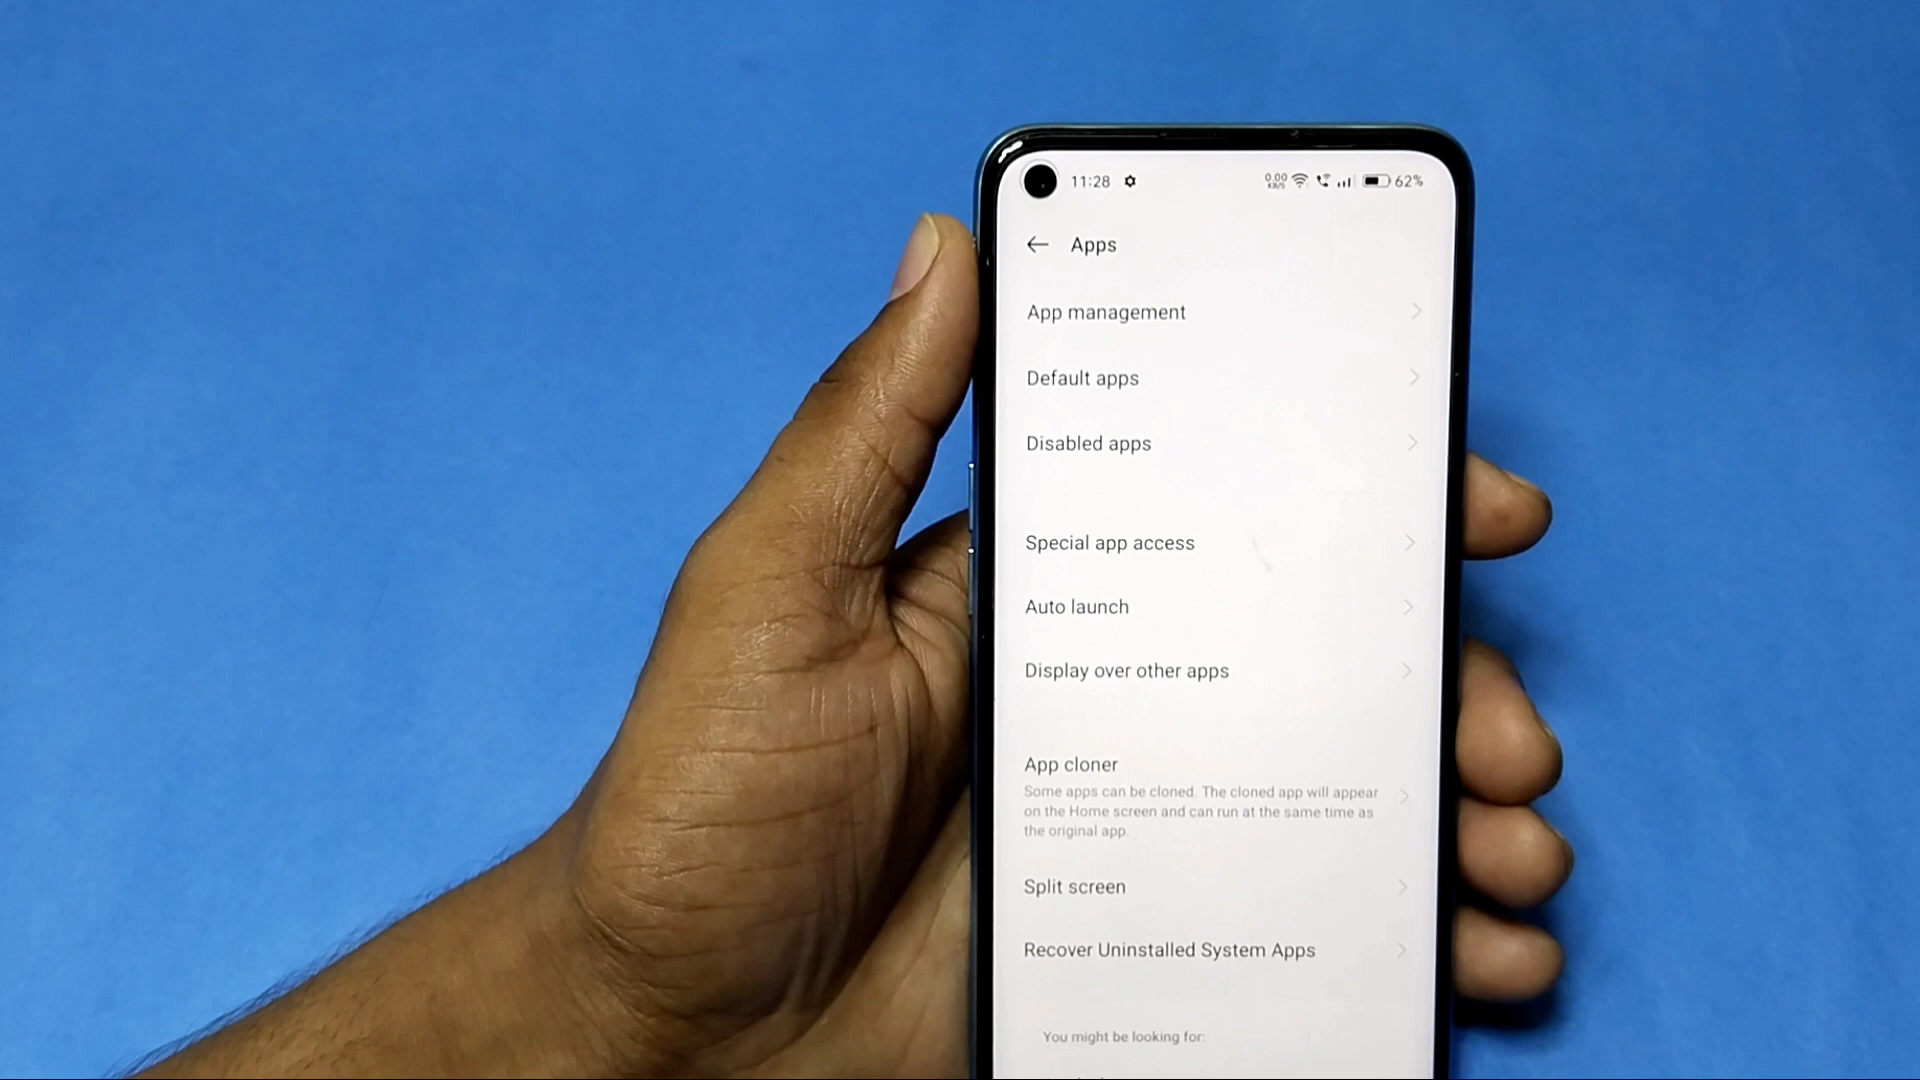 11:28 0.00 KB/S 62%
Apps
App management
Default apps
Disabled apps
Special app access
Auto launch
Display over other apps
App cloner
Some apps can be cloned. The cloned app will appear
on the Home screen and can run at the same time as
the original app.
Split screen
Recover Uninstalled System Apps
You might be looking for: